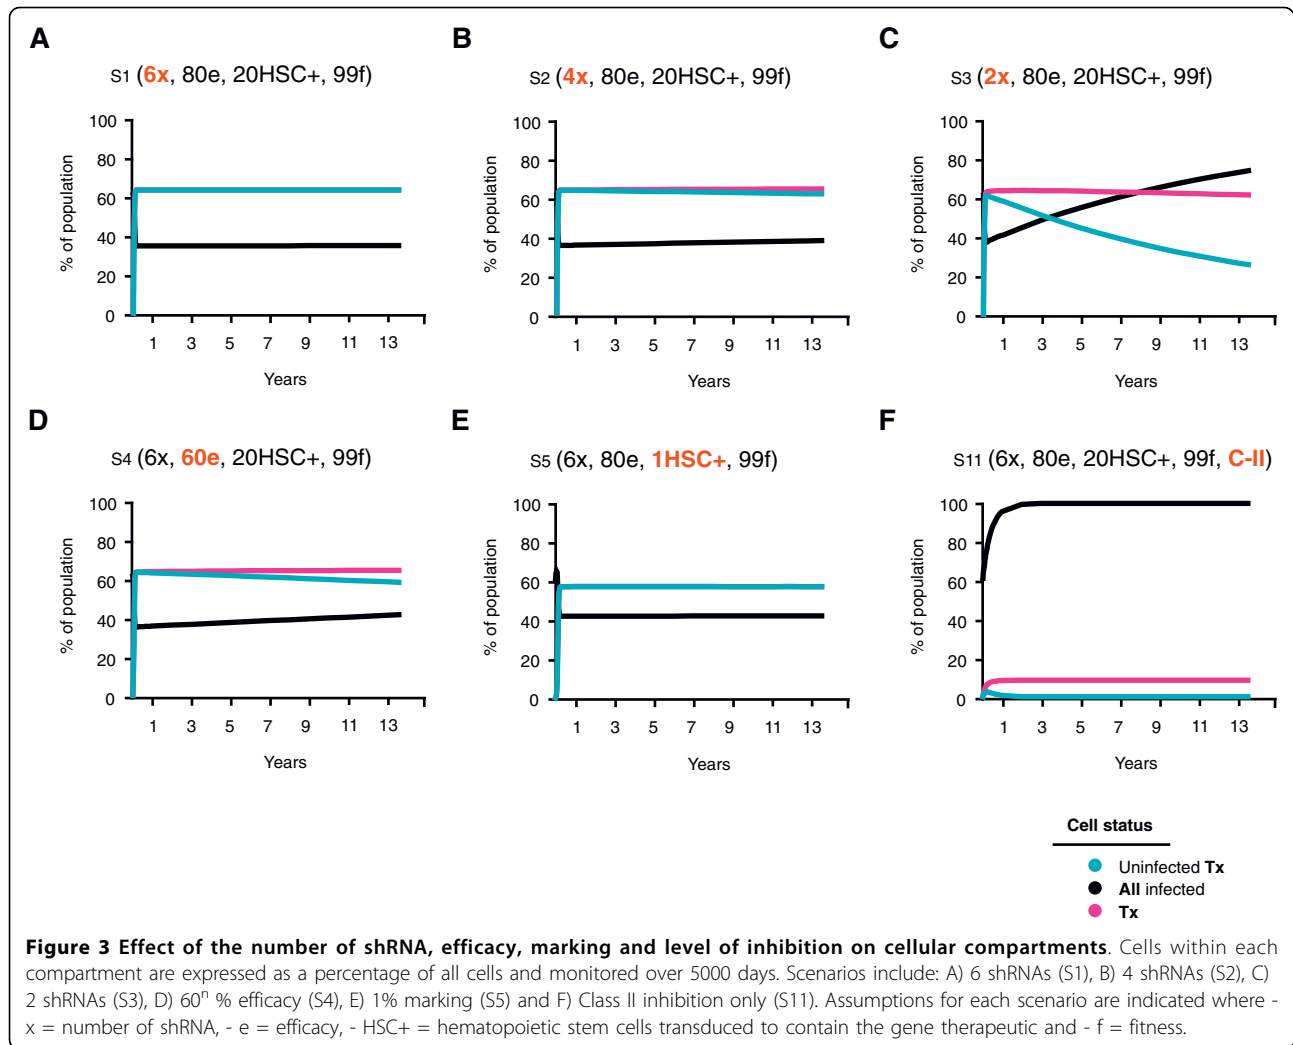 A
S1 (6x, 80e, 20HSC+, 99f)
% of population
100
80
60
40
20
0
1 3 5 7 9 11 13
Years
B
S2 (4x, 80e, 20HSC+, 99f)
% of population
100
80
60
40
20
0
1 3 5 7 9 11 13
Years
C
S3 (2x, 80e, 20HSC+, 99f)
% of population
100
80
60
40
20
0
1 3 5 7 9 11 13
Years
D
S4 (6x, 60e, 20HSC+, 99f)
% of population
100
80
60
40
20
0
1 3 5 7 9 11 13
Years
E
S5 (6x, 80e, 1HSC+, 99f)
% of population
100
80
60
40
20
0
1 3 5 7 9 11 13
Years
F
S11 (6x, 80e, 20HSC+, 99f, C-II)
% of population
100
80
60
40
20
0
1 3 5 7 9 11 13
Years
Cell status
Uninfected Tx
All infected
Tx
Figure 3 Effect of the number of shRNA, efficacy, marking and level of inhibition on cellular compartments. Cells within each
compartment are expressed as a percentage of all cells and monitored over 5000 days. Scenarios include: A) 6 shRNAs (S1), B) 4 shRNAs (S2), C)
2 shRNAs (S3), D) 60ⁿ % efficacy (S4), E) 1% marking (S5) and F) Class II inhibition only (S11). Assumptions for each scenario are indicated where -
x = number of shRNA, - e = efficacy, - HSC+ = hematopoietic stem cells transduced to contain the gene therapeutic and - f = fitness.